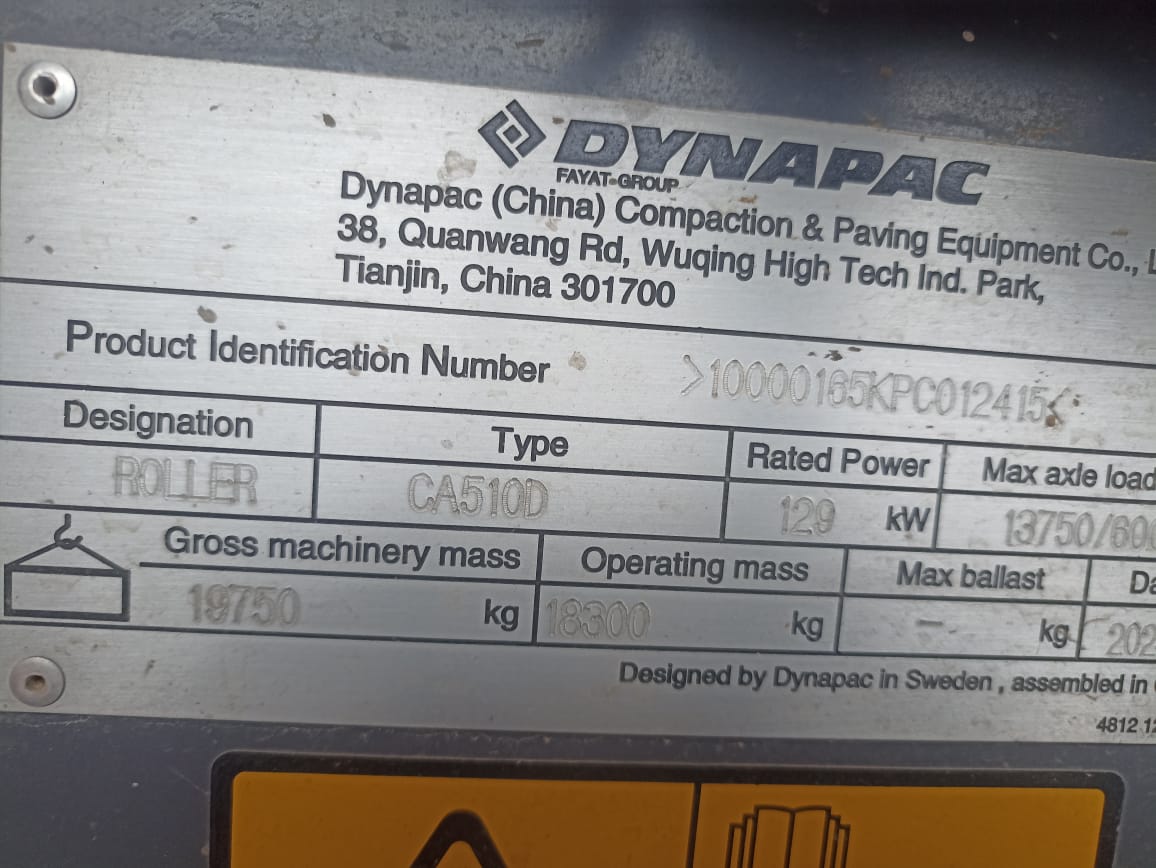 DYNAPAC
FAYAT GROUP
Dynapac (China) Compaction & Paving Equipment Co.,
38, Quanwang Rd, Wuqing High Tech Ind. Park,
Tianjin, China 301700
Product Identification Number >10000165KPC012415<
Designation Type Rated Power Max axle load
ROLLER CA510D 129 kW 13750/60
Gross machinery mass Operating mass Max ballast
19750 kg 18300 kg - kg 202
Designed by Dynapac in Sweden , assembled in
4812 12